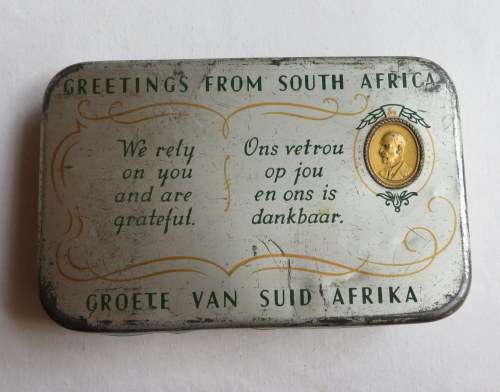 GREETINGS FROM SOUTH AFRICA
We rely
on you
and are
grateful.
Ons vetrou
op jou
en ons is
dankbaar.
GROETE VAN SUID AFRIKA